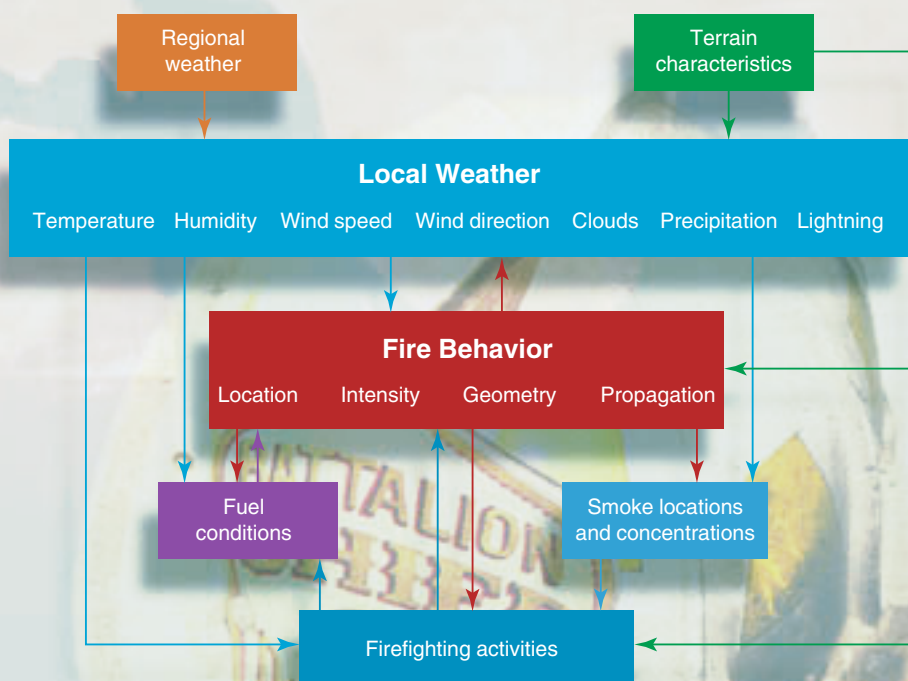 Regional
weather
Terrain
characteristics
Local Weather
Temperature Humidity Wind speed Wind direction Clouds Precipitation Lightning
Fire Behavior
Location Intensity Geometry Propagation
Fuel
conditions
Smoke locations
and concentrations
Firefighting activities